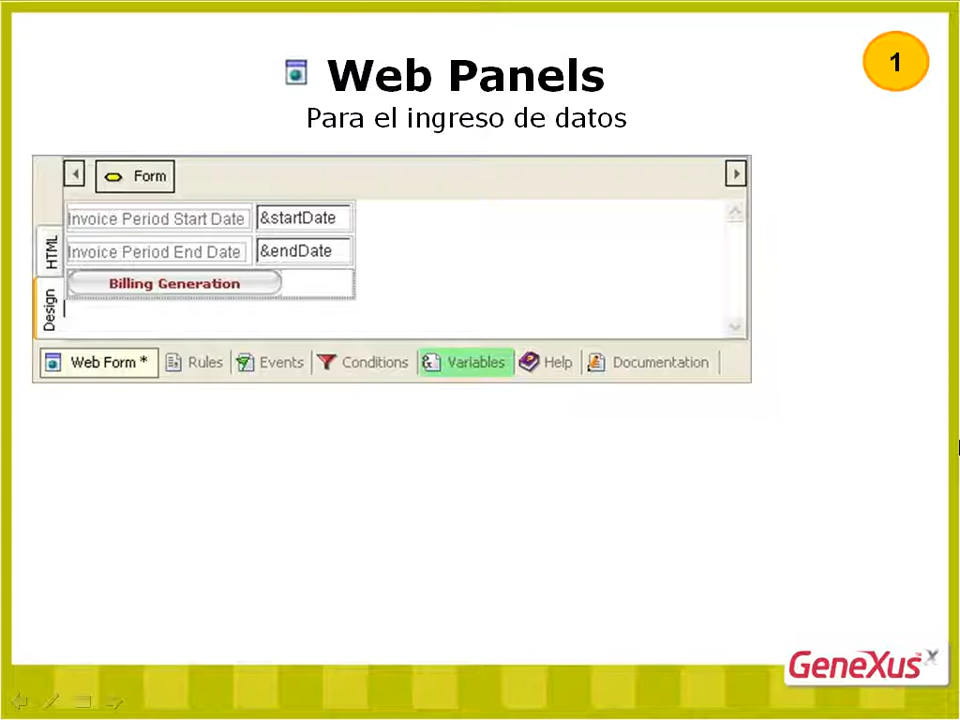 1
Web Panels
Para el ingreso de datos
Form
Invoice Period Start Date &startDate
Invoice Period End Date &endDate
Billing Generation
HTML
Design
Web Form * Rules Events Conditions Variables Help Documentation
GeneXus X